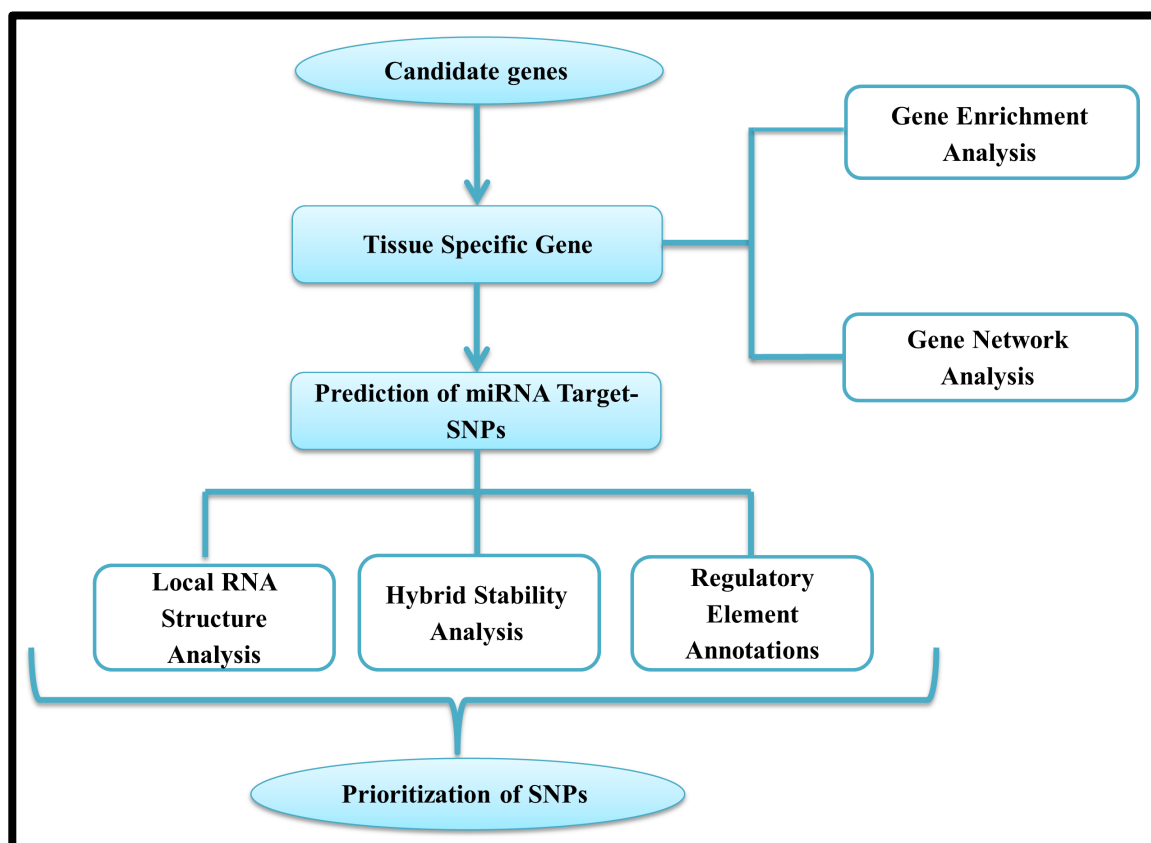 Candidate genes
Gene Enrichment
Analysis
Tissue Specific Gene
Gene Network
Analysis
Prediction of miRNA Target-
SNPs
Local RNA
Structure
Analysis
Hybrid Stability
Analysis
Regulatory
Element
Annotations
Prioritization of SNPs